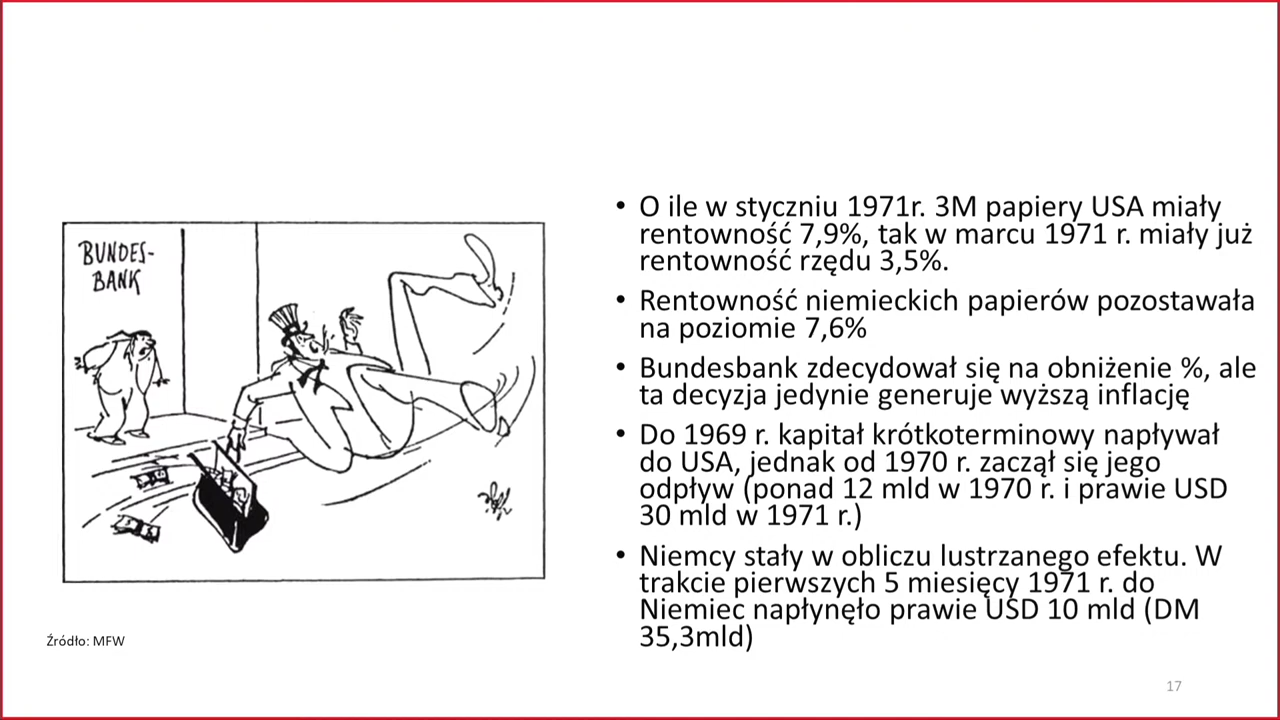 BUNDES-
BANK
Źródło: MFW
• O ile w styczniu 1971r. 3M papiery USA miały
rentowność 7,9%, tak w marcu 1971 r. miały już
rentowność rzędu 3,5%.
• Rentowność niemieckich papierów pozostawała
na poziomie 7,6%
• Bundesbank zdecydował się na obniżenie %, ale
ta decyzja jedynie generuje wyższą inflację
• Do 1969 r. kapitał krótkoterminowy napływał
do USA, jednak od 1970 r. zaczął się jego
odpływ (ponad 12 mld w 1970 r. i prawie USD
30 mld w 1971 r.)
• Niemcy stały w obliczu lustrzanego efektu. W
trakcie pierwszych 5 miesięcy 1971 r. do
Niemiec napłynęło prawie USD 10 mld (DM
35,3mld)
17